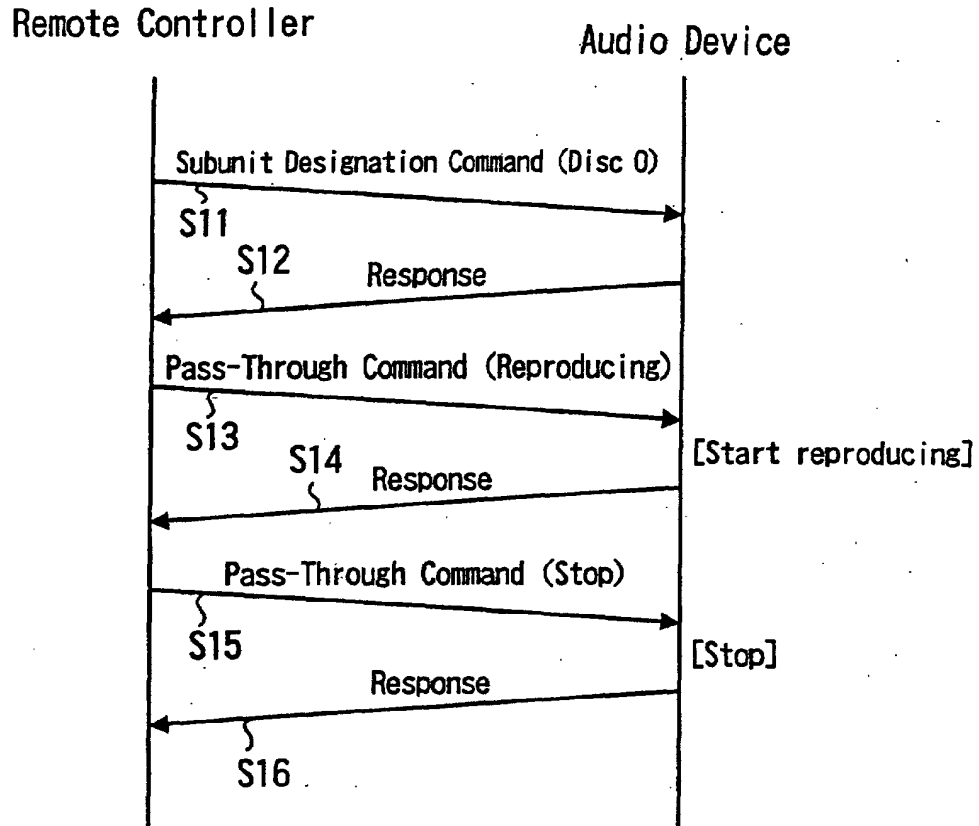 Remote Controller
Audio Device
Subunit Designation Command (Disc 0)
S11
S12
Response
Pass-Through Command (Reproducing)
S13
[Start reproducing]
S14
Response
Pass-Through Command (Stop)
S15
[Stop]
Response
S16